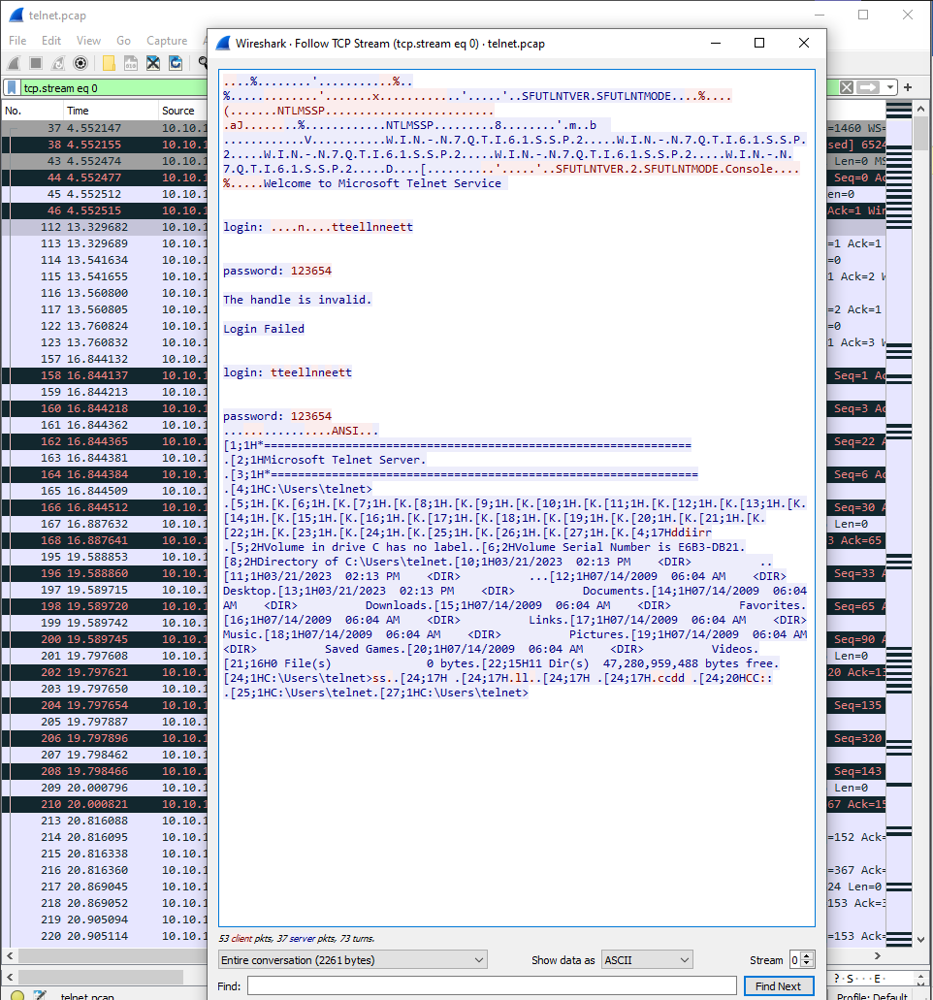 telnet.pcap
File Edit View Go Capture
tcp.stream eq 0
No. Time Source
37 4.552147 10.10.1 =1460 WS=
38 4.552155 10.10.1 sed] 6524
43 4.552474 10.10.1 Len=0 MS
44 4.552477 10.10.1 Seq=0 Ac
45 4.552512 10.10.1 en=0
46 4.552515 10.10.1 Ack=1 Win
112 13.329682 10.10.1
113 13.329689 10.10.1 =1 Ack=1
114 13.541634 10.10.1 =0
115 13.541655 10.10.1 1 Ack=2 W
116 13.560800 10.10.1
117 13.560805 10.10.1 =2 Ack=1
122 13.760824 10.10.1 =0
123 13.760832 10.10.1 1 Ack=3 W
157 16.844132 10.10.1
158 16.844137 10.10.1 Seq=1 A
159 16.844213 10.10.1
160 16.844218 10.10.1 Seq=3 A
161 16.844362 10.10.1
162 16.844365 10.10.1 Seq=22 A
163 16.844381 10.10.1
164 16.844384 10.10.1 Seq=6 Ac
165 16.844509 10.10.1
166 16.844512 10.10.1 Seq=30 A
167 16.887632 10.10.1 Len=0
168 16.887641 10.10.1 3 Ack=65
195 19.588853 10.10.1
196 19.588860 10.10.1 Seq=33 A
197 19.589715 10.10.1
198 19.589720 10.10.1 Seq=65 A
199 19.589742 10.10.1
200 19.589745 10.10.1 Seq=90 A
201 19.797608 10.10.1 Len=0
202 19.797621 10.10.1 20 Ack=13
203 19.797650 10.10.1
204 19.797654 10.10.1 Seq=135
205 19.797887 10.10.1
206 19.797896 10.10.1 Seq=320
207 19.798462 10.10.1
208 19.798466 10.10.1 Seq=143
209 20.000796 10.10.1 Len=0
210 20.000821 10.10.1 67 Ack=15
213 20.816088 10.10.1
214 20.816095 10.10.1 =152 Ack=
215 20.816338 10.10.1
216 20.816360 10.10.1 =367 Ack=
217 20.869045 10.10.1 24 Len=0
218 20.869052 10.10.1 153 Ack=3
219 20.905094 10.10.1
220 20.905114 10.10.1 =153 Ack=
telnet.pcap
? · S · · · E ·
Profile: Default
Wireshark · Follow TCP Stream (tcp.stream eq 0) · telnet.pcap
....%........'...........%..
%.............'.......x............'.....'..SFUTLNTVER.SFUTLNTMODE....%....
(.......NTLMSSP.........................
.aJ.......%............NTLMSSP.........8........'.m..b
...........V..........W.I.N.-.N.7.Q.T.I.6.1.S.S.P.2.....W.I.N.-.N.7.Q.T.I.6.1.S.S.P.
2.....W.I.N.-.N.7.Q.T.I.6.1.S.S.P.2.....W.I.N.-.N.7.Q.T.I.6.1.S.S.P.2.....W.I.N.-.N.
7.Q.T.I.6.1.S.S.P.2.....D....[..........'.....'..SFUTLNTVER.2.SFUTLNTMODE.Console....
%.....Welcome to Microsoft Telnet Service
login: ....n....tteellnneett
password: 123654
The handle is invalid.
Login Failed
login: tteellnneett
password: 123654
................ANSI...
[1;1H*===============================================================
.[2;1HMicrosoft Telnet Server.
.[3;1H*===============================================================
.[4;1HC:\Users\telnet>
.[5;1H.[K.[6;1H.[K.[7;1H.[K.[8;1H.[K.[9;1H.[K.[10;1H.[K.[11;1H.[K.[12;1H.[K.[13;1H.[K.
[14;1H.[K.[15;1H.[K.[16;1H.[K.[17;1H.[K.[18;1H.[K.[19;1H.[K.[20;1H.[K.[21;1H.[K.
[22;1H.[K.[23;1H.[K.[24;1H.[K.[25;1H.[K.[26;1H.[K.[27;1H.[K.[4;17Hddiirr
.[5;2HVolume in drive C has no label..[6;2HVolume Serial Number is E6B3-DB21.
[8;2HDirectory of C:\Users\telnet.[10;1H03/21/2023 02:13 PM <DIR> ..
[11;1H03/21/2023 02:13 PM <DIR> ...[12;1H07/14/2009 06:04 AM <DIR>
Desktop.[13;1H03/21/2023 02:13 PM <DIR> Documents.[14;1H07/14/2009 06:04
AM <DIR> Downloads.[15;1H07/14/2009 06:04 AM <DIR> Favorites.
[16;1H07/14/2009 06:04 AM <DIR> Links.[17;1H07/14/2009 06:04 AM <DIR>
Music.[18;1H07/14/2009 06:04 AM <DIR> Pictures.[19;1H07/14/2009 06:04 AM
<DIR> Saved Games.[20;1H07/14/2009 06:04 AM <DIR> Videos.
[21;16H0 File(s) 0 bytes.[22;15H11 Dir(s) 47,280,959,488 bytes free.
[24;1HC:\Users\telnet>ss..[24;17H .[24;17H.ll..[24;17H .[24;17H.ccdd .[24;20HCC::
.[25;1HC:\Users\telnet.[27;1HC:\Users\telnet>
53 client pkts, 37 server pkts, 73 turns.
Entire conversation (2261 bytes) Show data as ASCII Stream 0
Find: Find Next